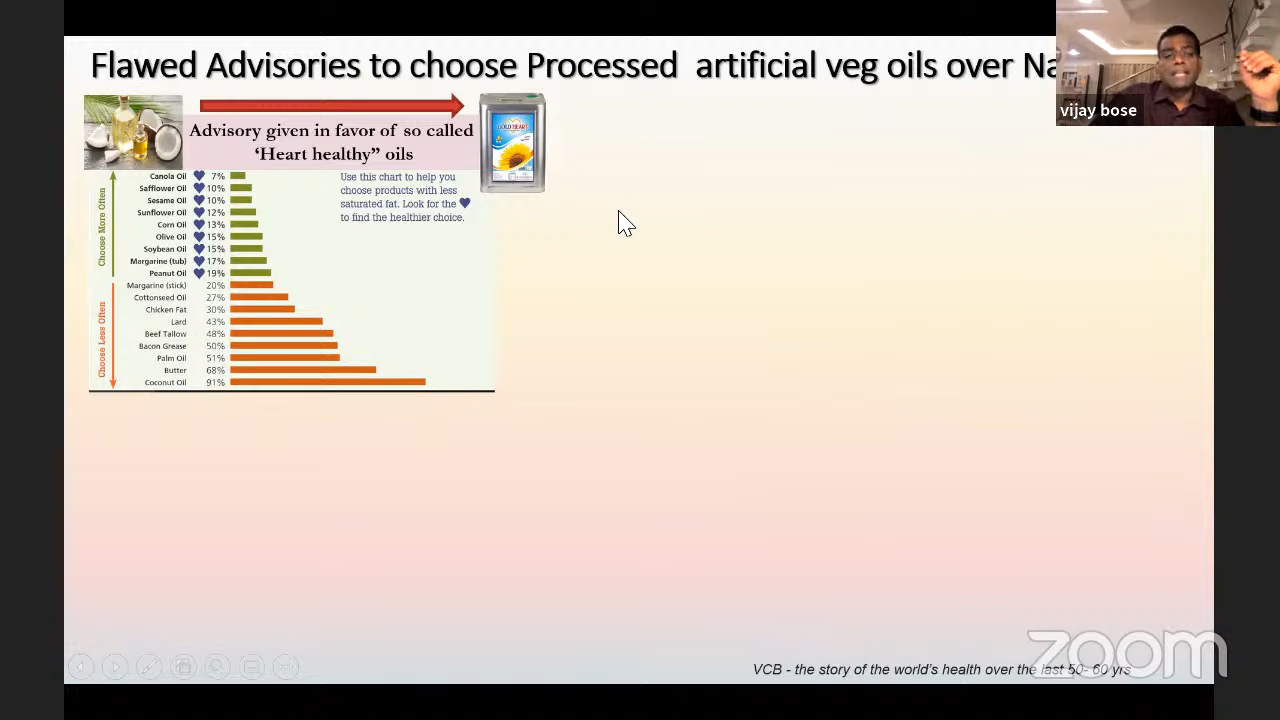 Flawed Advisories to choose Processed artificial veg oils over Na
vijay bose
Advisory given in favor of so called
‘Heart healthy” oils
GOLD HEART
Choose More Often
Canola Oil 7%
Safflower Oil 10%
Sesame Oil 10%
Sunflower Oil 12%
Corn Oil 13%
Olive Oil 15%
Soybean Oil 15%
Margarine (tub) 17%
Peanut Oil 19%
Use this chart to help you
choose products with less
saturated fat. Look for the
to find the healthier choice.
Choose Less Often
Margarine (stick) 20%
Cottonseed Oil 27%
Chicken Fat 30%
Lard 43%
Beef Tallow 48%
Bacon Grease 50%
Palm Oil 51%
Butter 68%
Coconut Oil 91%
VCB - the story of the world's health over the last 50- 60 yrs
zoom